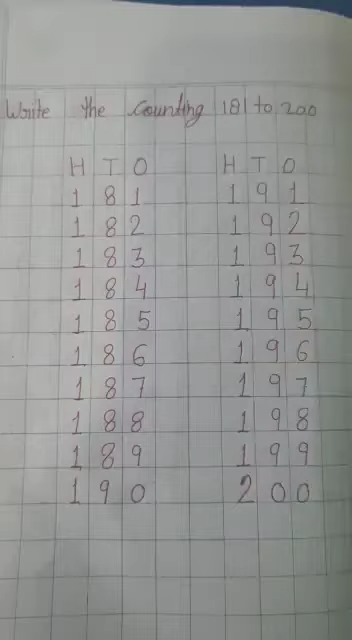 Write the Counting 181 to 200
H T O H T O
1 8 1 1 9 1
1 8 2 1 9 2
1 8 3 1 9 3
1 8 4 1 9 4
1 8 5 1 9 5
1 8 6 1 9 6
1 8 7 1 9 7
1 8 8 1 9 8
1 8 9 1 9 9
1 9 0 2 0 0